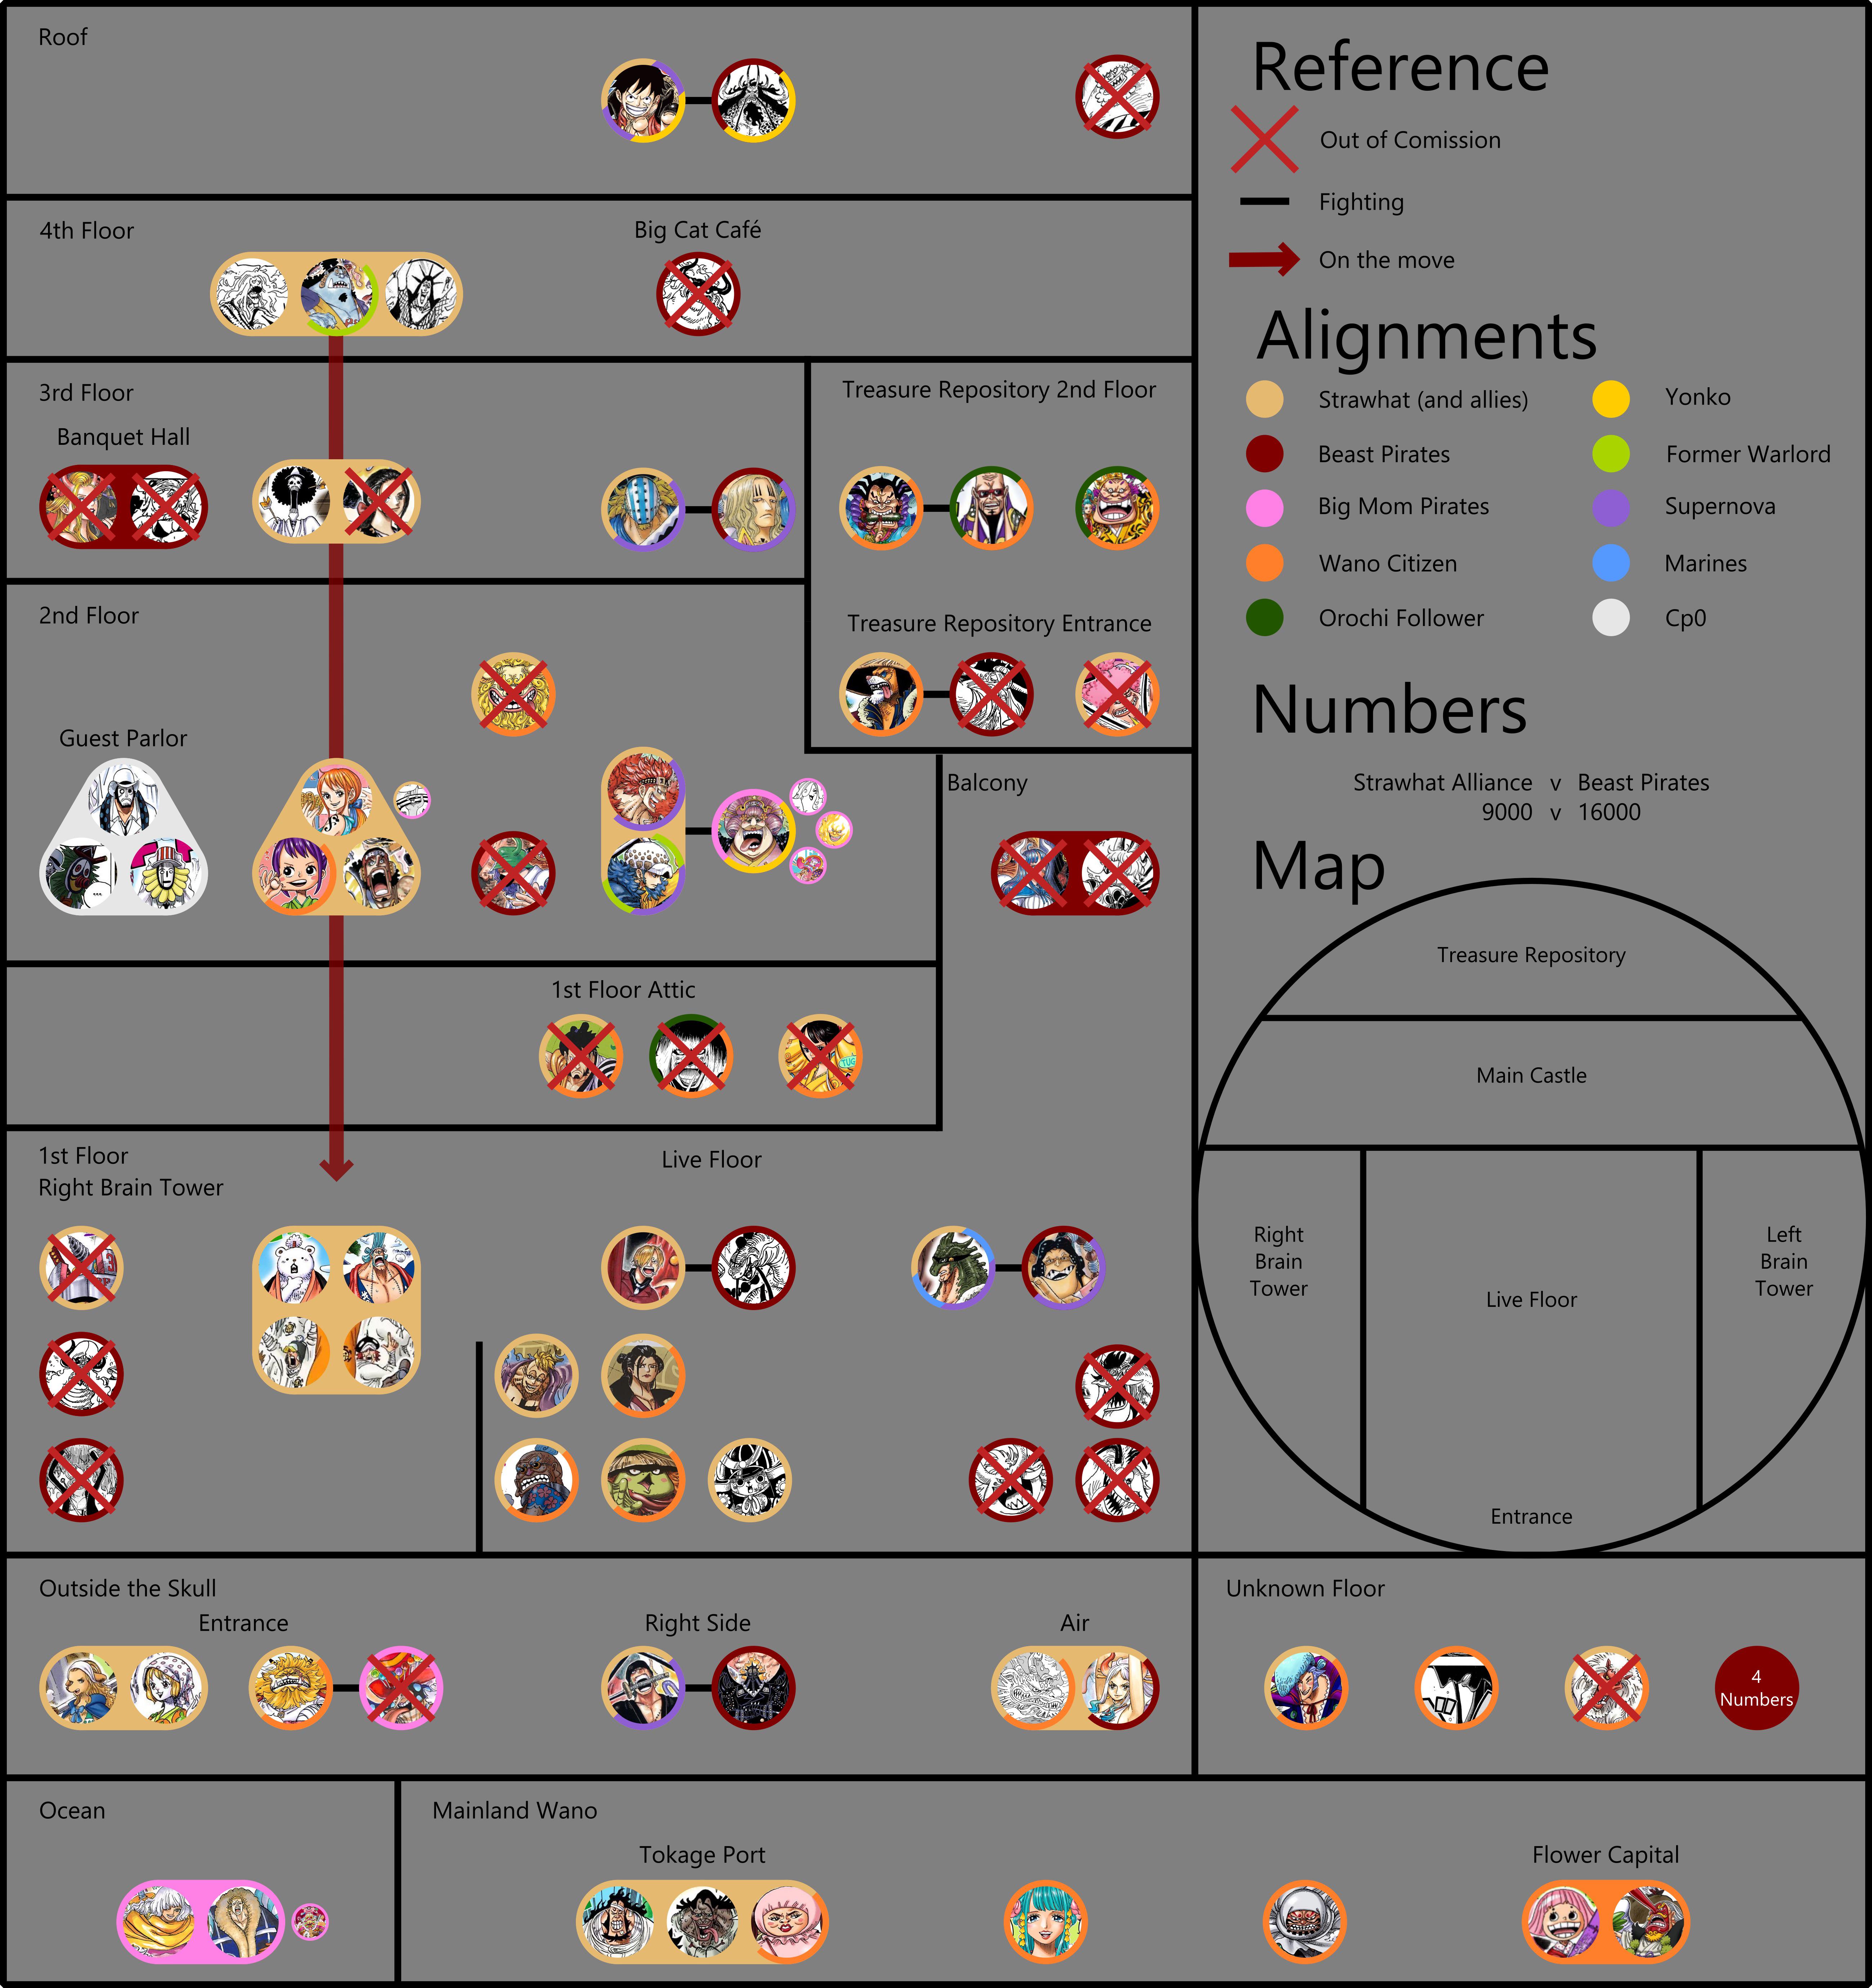 Roof
4th Floor
Big Cat Café
3rd Floor
Banquet Hall
Treasure Repository 2nd Floor
2nd Floor
Treasure Repository Entrance
Guest Parlor
Balcony
1st Floor Attic
1st Floor
Right Brain Tower
Live Floor
Outside the Skull
Entrance
Right Side
Air
Ocean
Mainland Wano
Tokage Port
Flower Capital
Reference
Out of Comission
Fighting
On the move
Alignments
Strawhat (and allies)
Yonko
Beast Pirates
Former Warlord
Big Mom Pirates
Supernova
Wano Citizen
Marines
Orochi Follower
Cp0
Numbers
Strawhat Alliance v Beast Pirates
9000 v 16000
Map
Treasure Repository
Main Castle
Right
Brain
Tower
Live Floor
Left
Brain
Tower
Entrance
Unknown Floor
4
Numbers